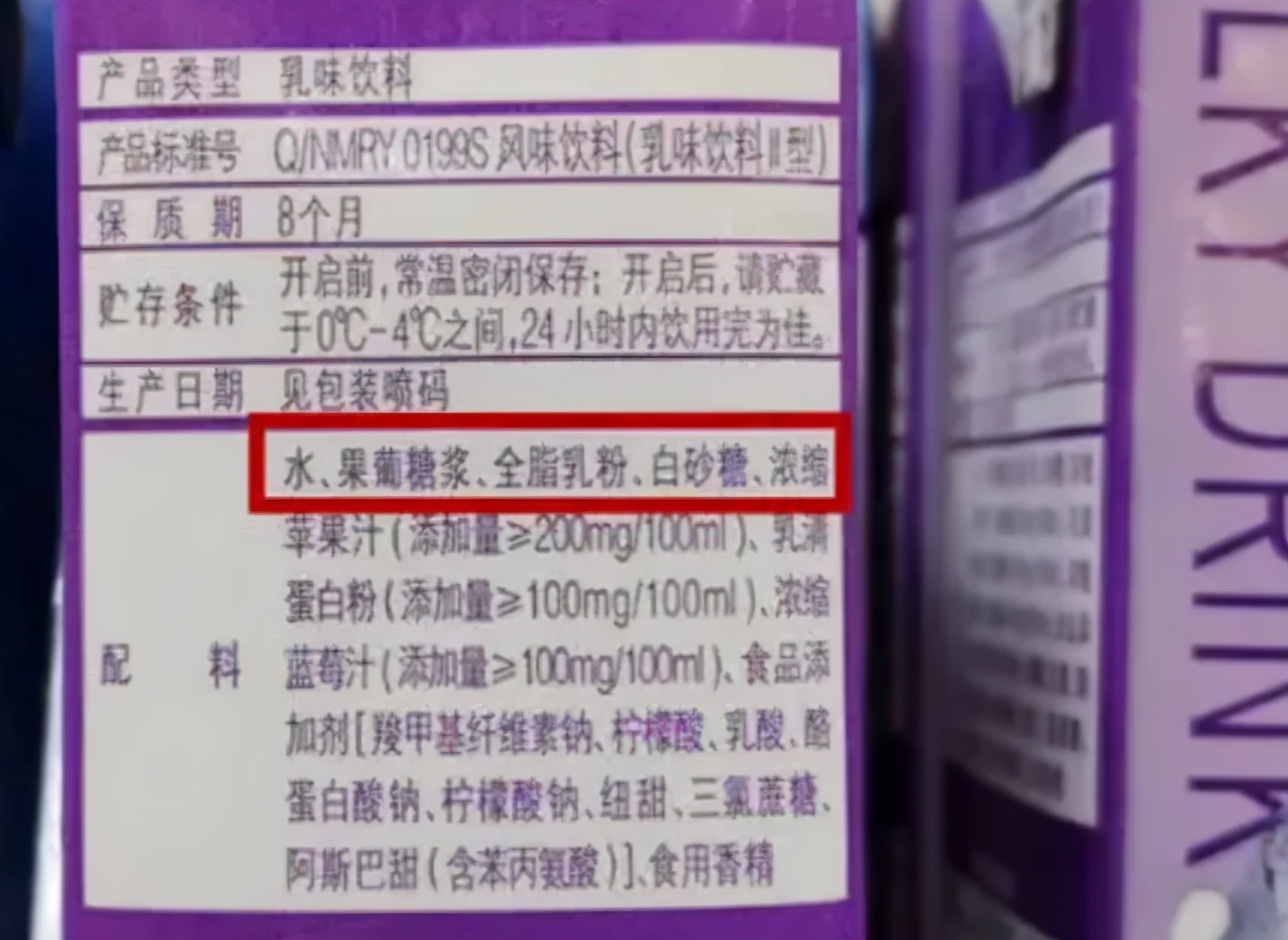 产品类型 乳味饮料
产品标准号 Q/NMRY 0199S 风味饮料(乳味饮料Ⅱ型)
保质期 8个月
贮存条件 开启前,常温密闭保存;开启后,请贮藏
于0℃-4℃之间,24小时内饮用完为佳。
生产日期 见包装喷码
水、果葡糖浆、全脂乳粉、白砂糖、浓缩
苹果汁(添加量≥200mg/100ml)、乳清
蛋白粉(添加量≥100mg/100ml)、浓缩
配料 蓝莓汁(添加量≥100mg/100ml)、食品添
加剂[羧甲基纤维素钠、柠檬酸、乳酸、酪
蛋白酸钠、柠檬酸钠、纽甜、三氯蔗糖、
阿斯巴甜(含苯丙氨酸)]、食用香精
LKY DRINK